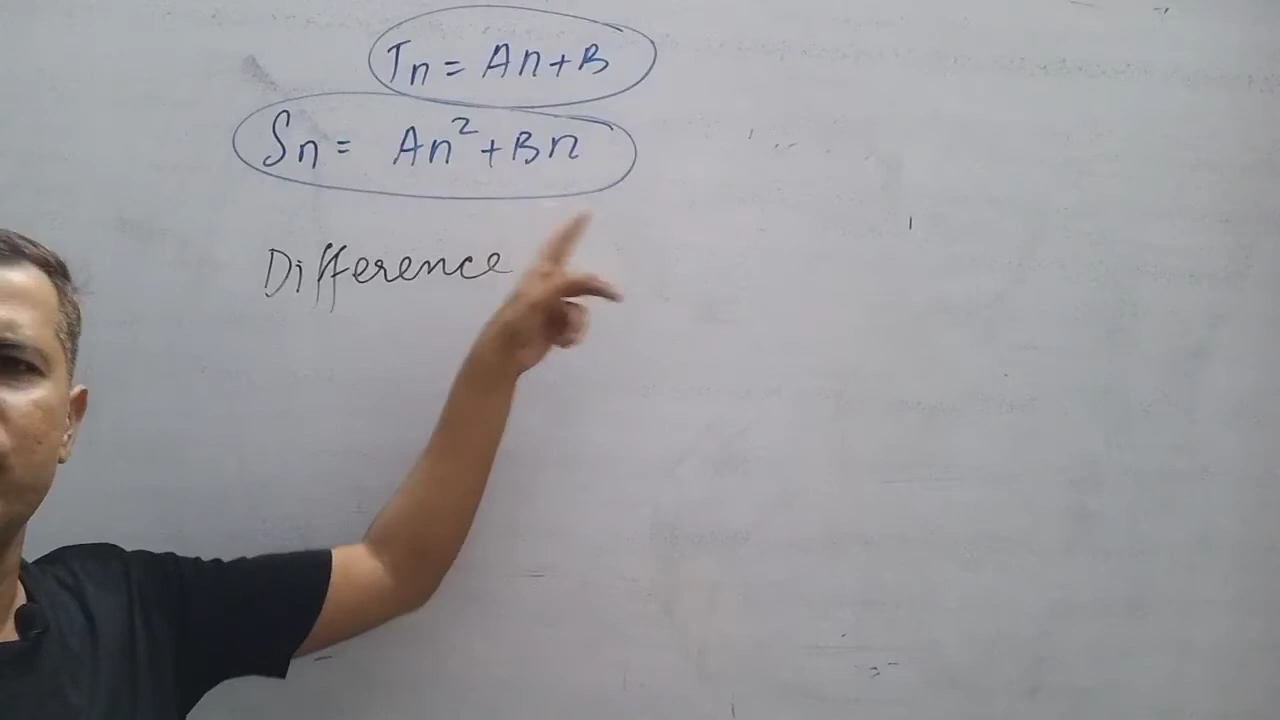 Tn = An+B
Sn = An²+Bn
Difference